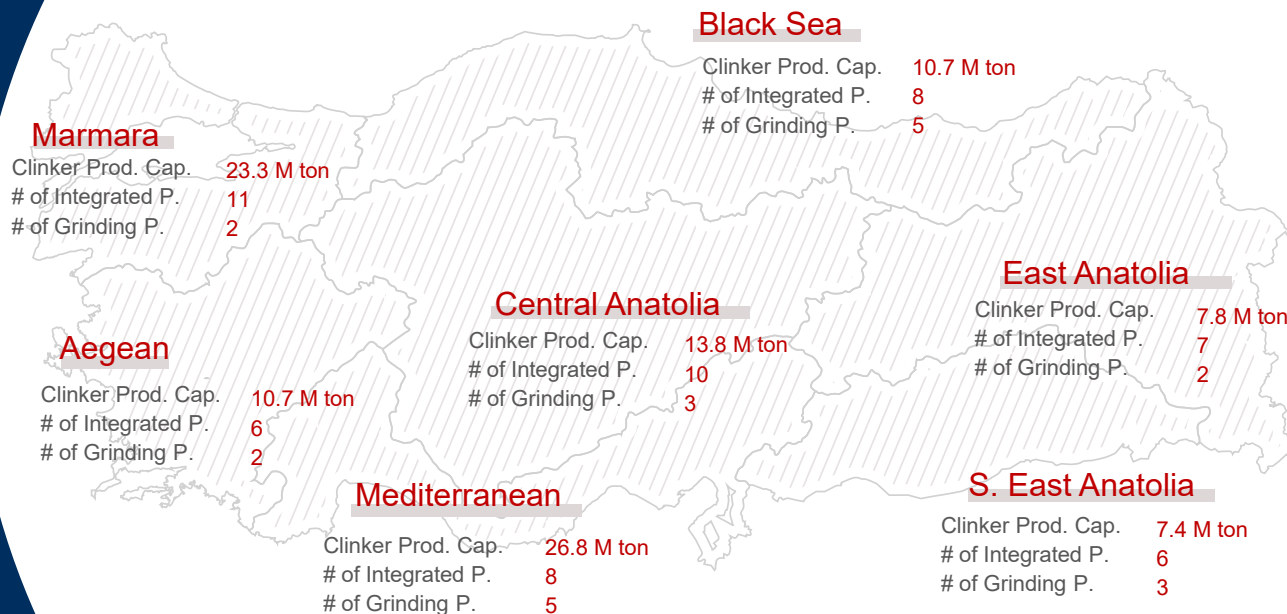 Black Sea
Clinker Prod. Cap. 10.7 M ton
# of Integrated P. 8
# of Grinding P. 5
Marmara
Clinker Prod. Cap. 23.3 M ton
# of Integrated P. 11
# of Grinding P. 2
East Anatolia
Clinker Prod. Cap. 7.8 M ton
# of Integrated P. 7
# of Grinding P. 2
Central Anatolia
Clinker Prod. Cap. 13.8 M ton
# of Integrated P. 10
# of Grinding P. 3
Aegean
Clinker Prod. Cap. 10.7 M ton
# of Integrated P. 6
# of Grinding P. 2
Mediterranean
Clinker Prod. Cap. 26.8 M ton
# of Integrated P. 8
# of Grinding P. 5
S. East Anatolia
Clinker Prod. Cap. 7.4 M ton
# of Integrated P. 6
# of Grinding P. 3